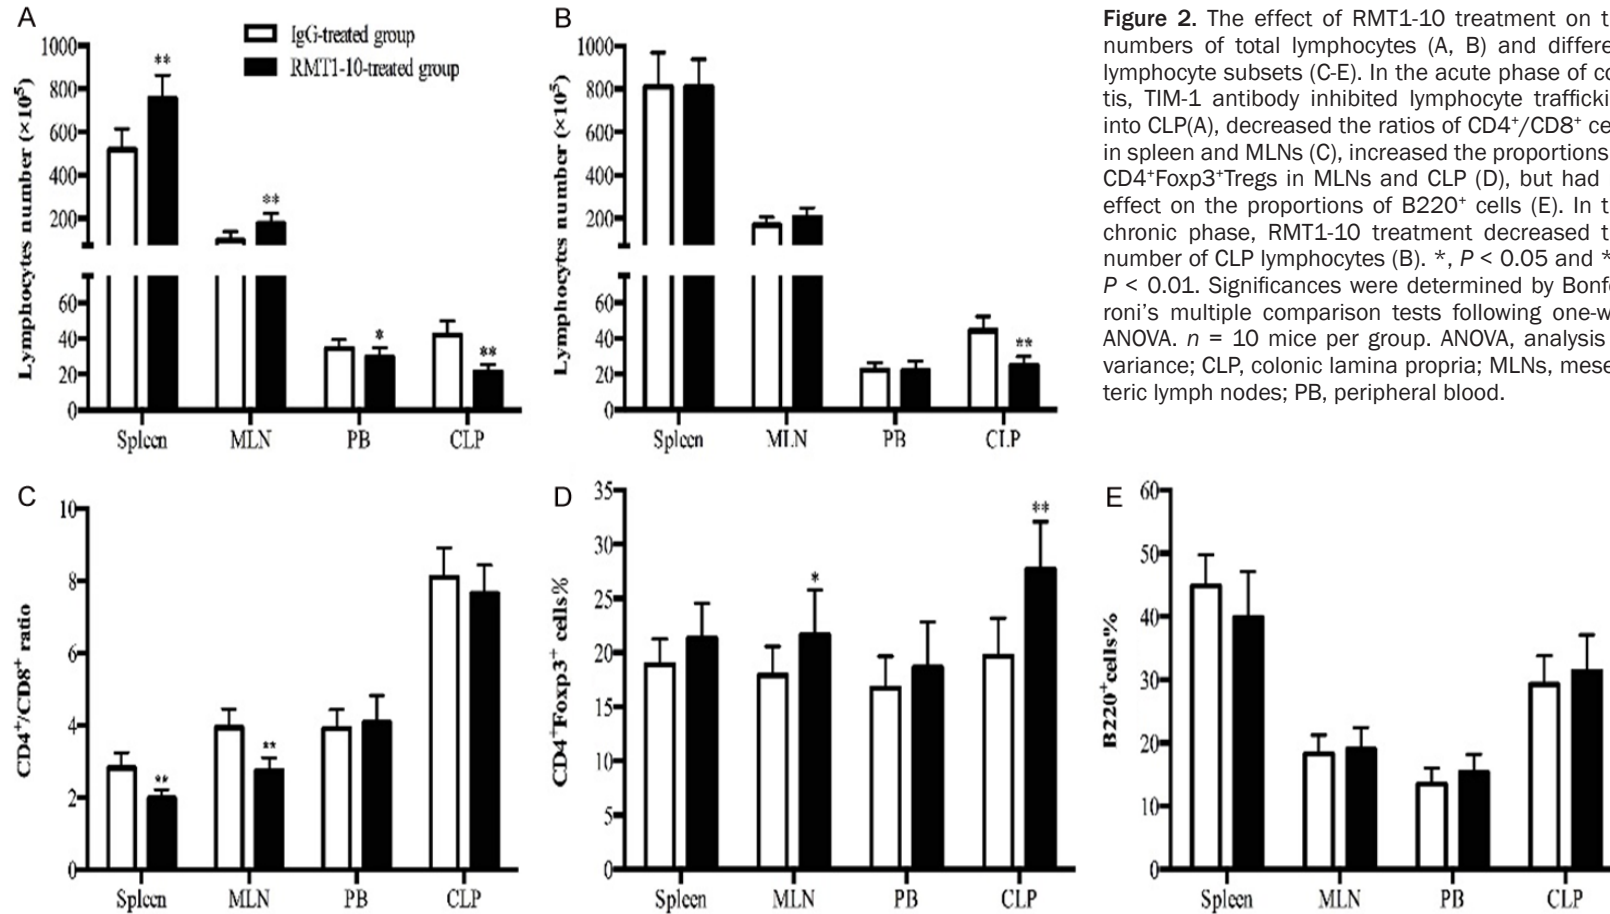 A
IgG-treated group
RMT1-10-treated group
Lymphocytes number (×10⁵)
1000
800
600
400
200
60
40
20
0
**
**
*
**
Spleen MLN PB CLP
B
Lymphocytes number (×10⁵)
1000
800
600
400
200
60
40
20
0
**
Spleen MLN PB CLP
Figure 2. The effect of RMT1-10 treatment on t
numbers of total lymphocytes (A, B) and differe
lymphocyte subsets (C-E). In the acute phase of co
tis, TIM-1 antibody inhibited lymphocyte traffickin
into CLP(A), decreased the ratios of CD4⁺/CD8⁺ ce
in spleen and MLNs (C), increased the proportions
CD4⁺Foxp3⁺Tregs in MLNs and CLP (D), but had
effect on the proportions of B220⁺ cells (E). In t
chronic phase, RMT1-10 treatment decreased t
number of CLP lymphocytes (B). *, P < 0.05 and *
P < 0.01. Significances were determined by Bonfe
roni's multiple comparison tests following one-w
ANOVA. n = 10 mice per group. ANOVA, analysis
variance; CLP, colonic lamina propria; MLNs, mese
teric lymph nodes; PB, peripheral blood.
C
CD4⁺/CD8⁺ ratio
10
8
6
4
2
0
**
**
Spleen MLN PB CLP
D
CD4⁺Foxp3⁺ cells%
35
30
25
20
15
10
5
0
*
**
Spleen MLN PB CLP
E
B220⁺cells%
60
50
40
30
20
10
0
Spleen MLN PB CLP